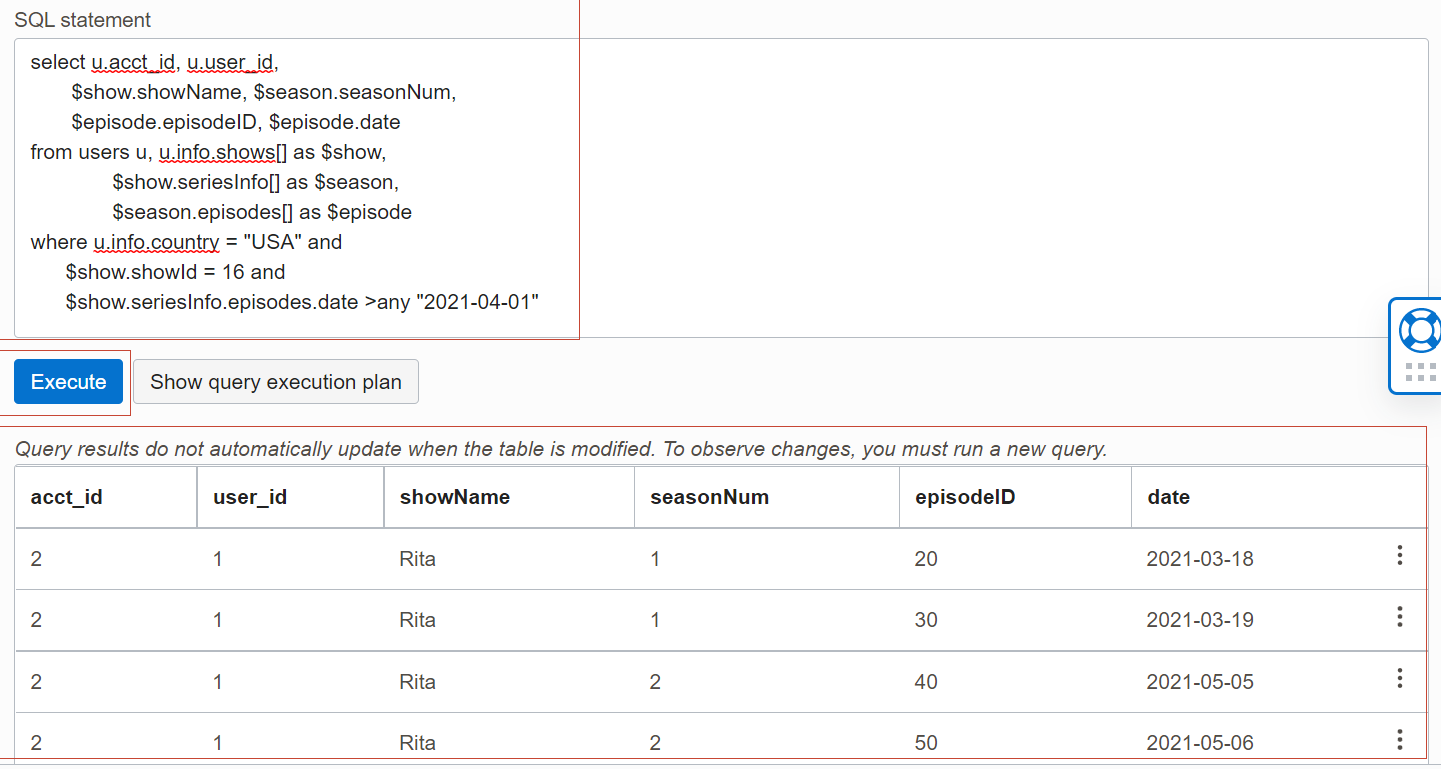 SQL statement
select u.acct_id, u.user_id,
$show.showName, $season.seasonNum,
$episode.episodeID, $episode.date
from users u, u.info.shows[] as $show,
$show.seriesInfo[] as $season,
$season.episodes[] as $episode
where u.info.country = "USA" and
$show.showId = 16 and
$show.seriesInfo.episodes.date >any "2021-04-01"
Execute Show query execution plan
Query results do not automatically update when the table is modified. To observe changes, you must run a new query.
acct_id user_id showName seasonNum episodeID date
2 1 Rita 1 20 2021-03-18
2 1 Rita 1 30 2021-03-19
2 1 Rita 2 40 2021-05-05
2 1 Rita 2 50 2021-05-06